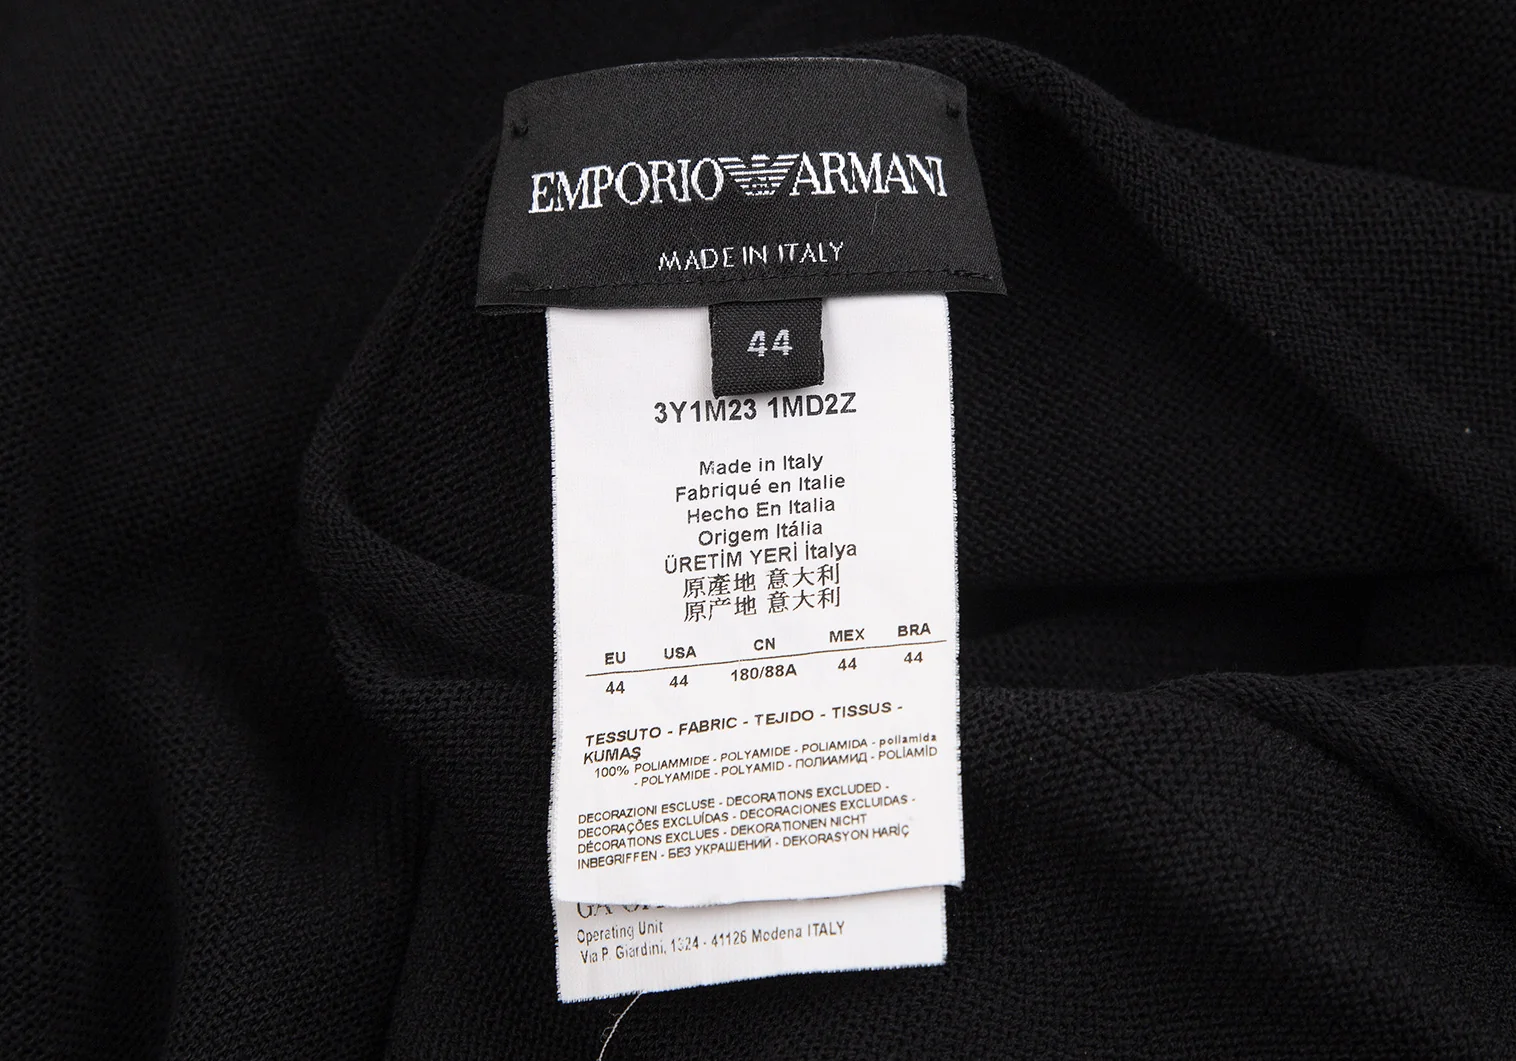 EMPORIO ARMANI
MADE IN ITALY
44
3Y1M23 1MD2Z
Made in Italy
Fabriqué en Italie
Hecho En Italia
Origem Itália
ÜRETİM YERİ İtalya
原產地 意大利
原产地 意大利
EU USA CN MEX BRA
44 44 180/88A 44 44
TESSUTO - FABRIC - TEJIDO - TISSUS -
KUMAŞ
100% POLIAMMIDE - POLYAMIDE - POLIAMIDA - poliamida
- POLYAMIDE - POLYAMID - ПОЛИАМИД - POLİAMİD
DECORAZIONI ESCLUSE - DECORATIONS EXCLUDED -
DECORAÇÕES EXCLUÍDAS - DECORACIONES EXCLUIDAS -
DÉCORATIONS EXCLUES - DEKORATIONEN NICHT
INBEGRIFFEN - БЕЗ УКРАШЕНИЙ - DEKORASYON HARİÇ
Operating Unit
Via P. Giardini, 1324 - 41126 Modena ITALY